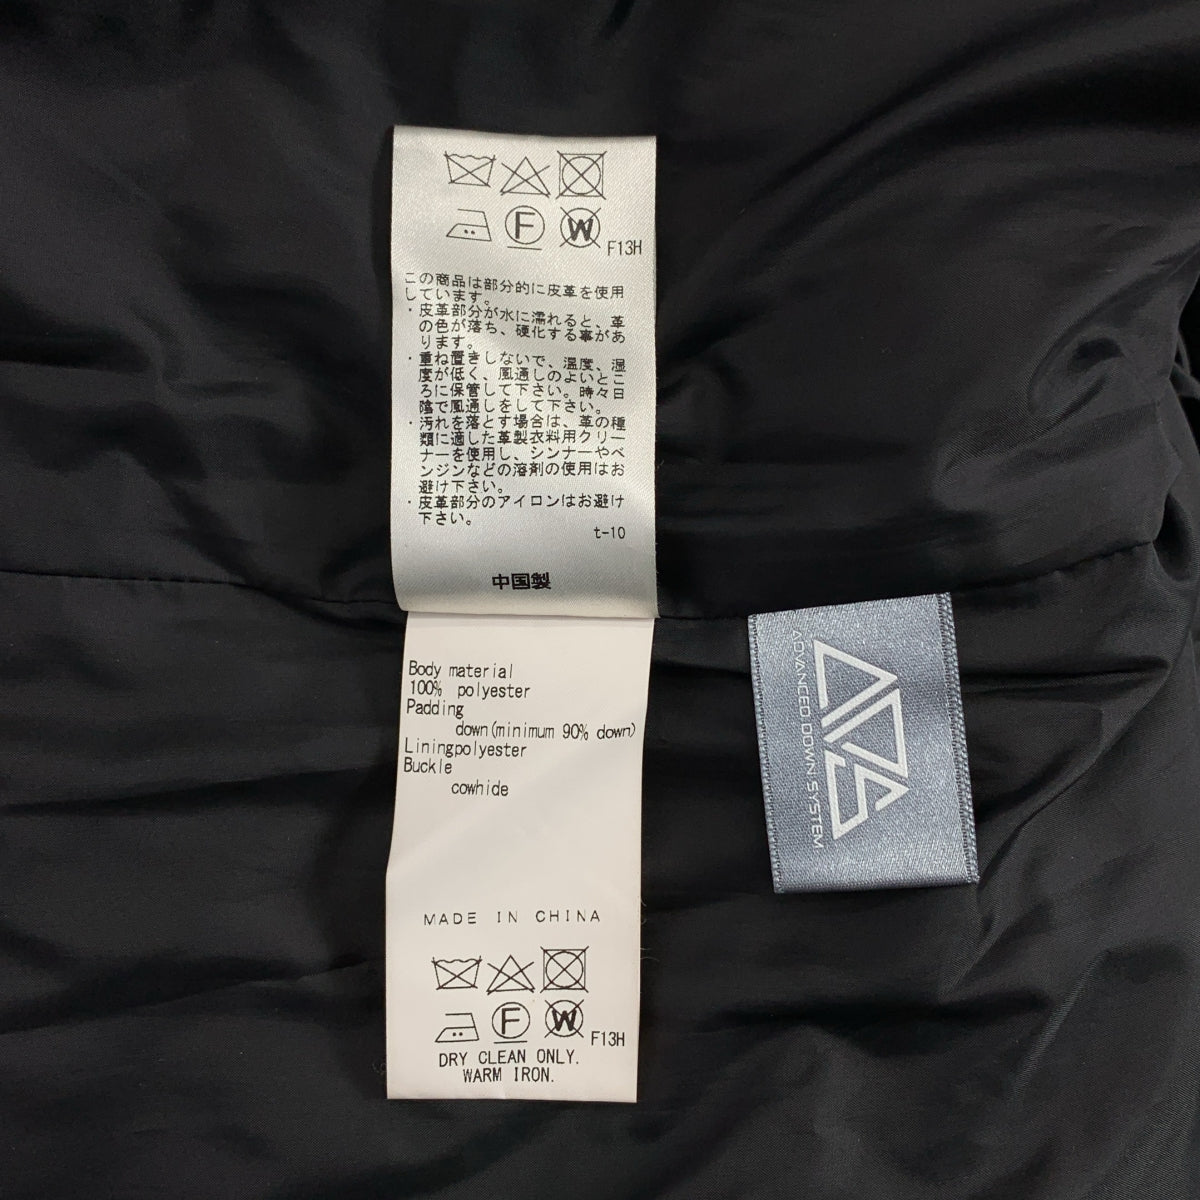 F
W
F13H
この商品は部分的に皮革を使用
しています。
・皮革部分が水に濡れると、革
の色が落ち、硬化する事があ
ります。
・重ね置きしないで、温度、湿
度が低く、風通しのよいとこ
ろに保管して下さい。時々日
陰で風通しをして下さい。
・汚れを落とす場合は、革の種
類に適した革製衣料用クリー
ナーを使用し、シンナーやベ
ンジンなどの溶剤の使用はお
避け下さい。
・皮革部分のアイロンはお避け
下さい。
t-10
中国製
Body material
100% polyester
Padding
down(minimum 90% down)
Liningpolyester
Buckle
cowhide
MADE IN CHINA
F
W
F13H
DRY CLEAN ONLY.
WARM IRON.
ADS
ADVANCED DOWN SYSTEM